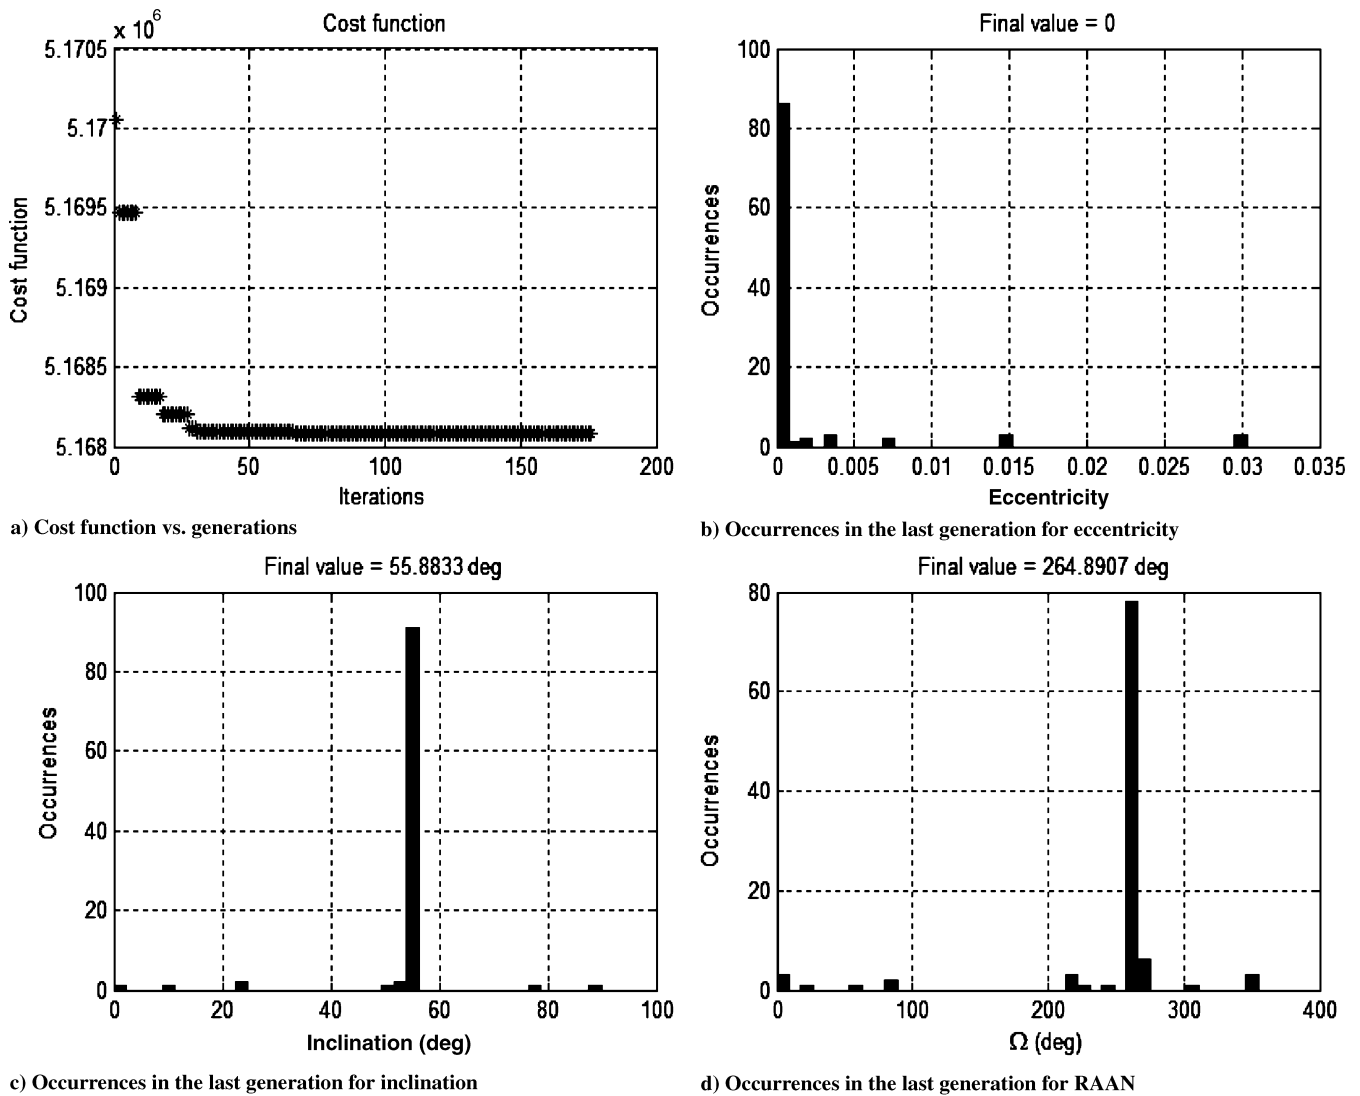 x 10^6
Cost function
5.1705
5.17
5.1695
5.169
5.1685
5.168
0
50
100
150
200
Cost function
Iterations
a) Cost function vs. generations
Final value = 0
100
80
60
40
20
0
0
0.005
0.01
0.015
0.02
0.025
0.03
0.035
Occurrences
Eccentricity
b) Occurrences in the last generation for eccentricity
Final value = 55.8833 deg
100
80
60
40
20
0
0
20
40
60
80
100
Occurrences
Inclination (deg)
c) Occurrences in the last generation for inclination
Final value = 264.8907 deg
80
60
40
20
0
0
100
200
300
400
Occurrences
Ω (deg)
d) Occurrences in the last generation for RAAN